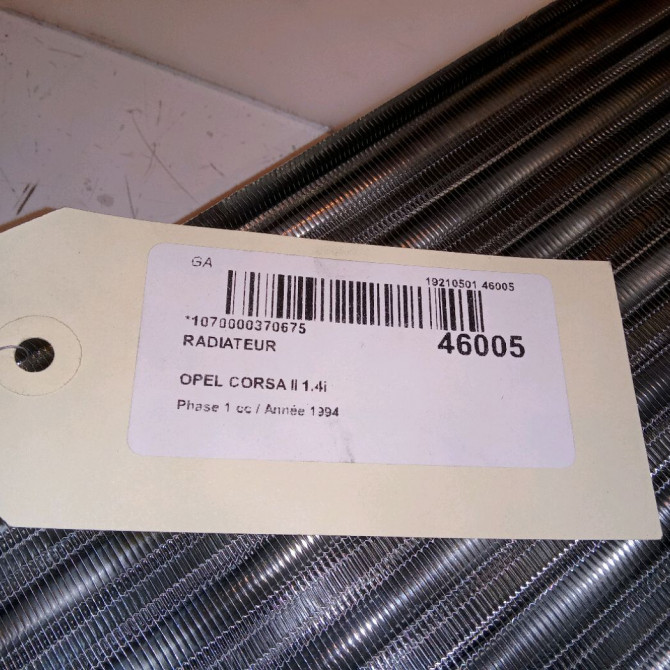 GA
19210501 46005
*1070000370675
46005
RADIATEUR
OPEL CORSA II 1.4i
Phase 1 cc / Année 1994